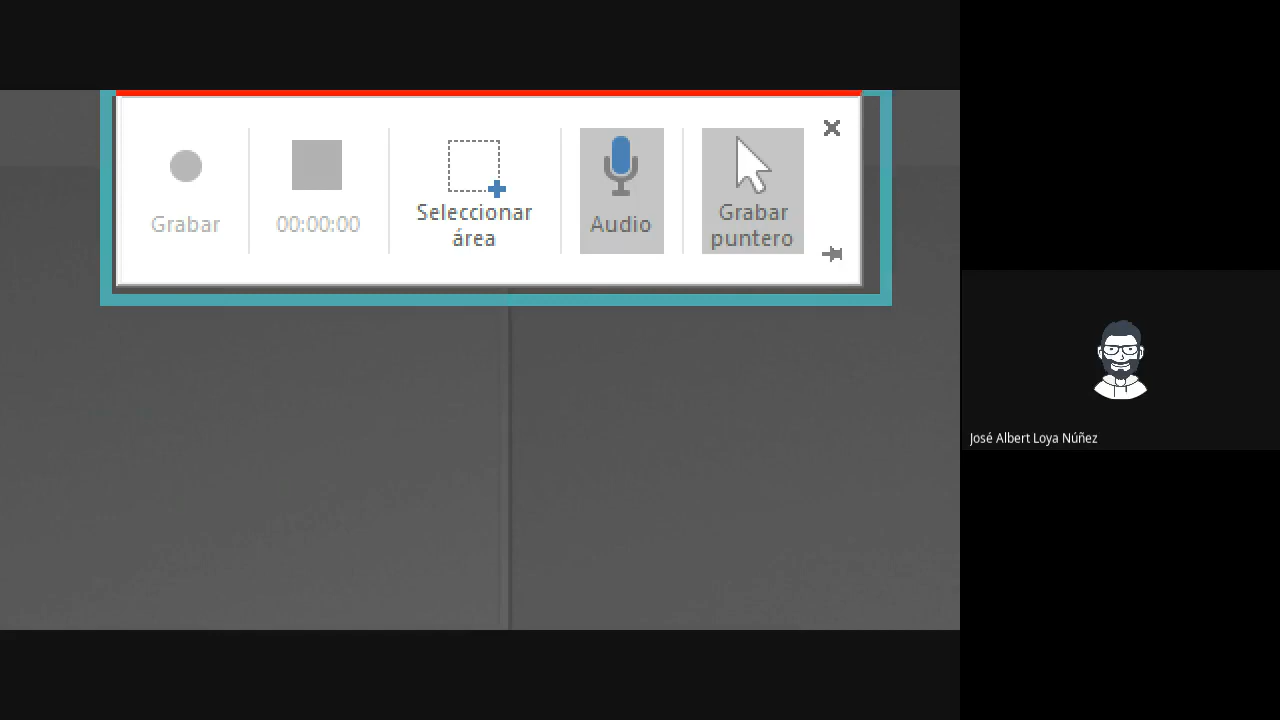 Grabar
00:00:00
Seleccionar
área
Audio
Grabar
puntero
José Albert Loya Núñez